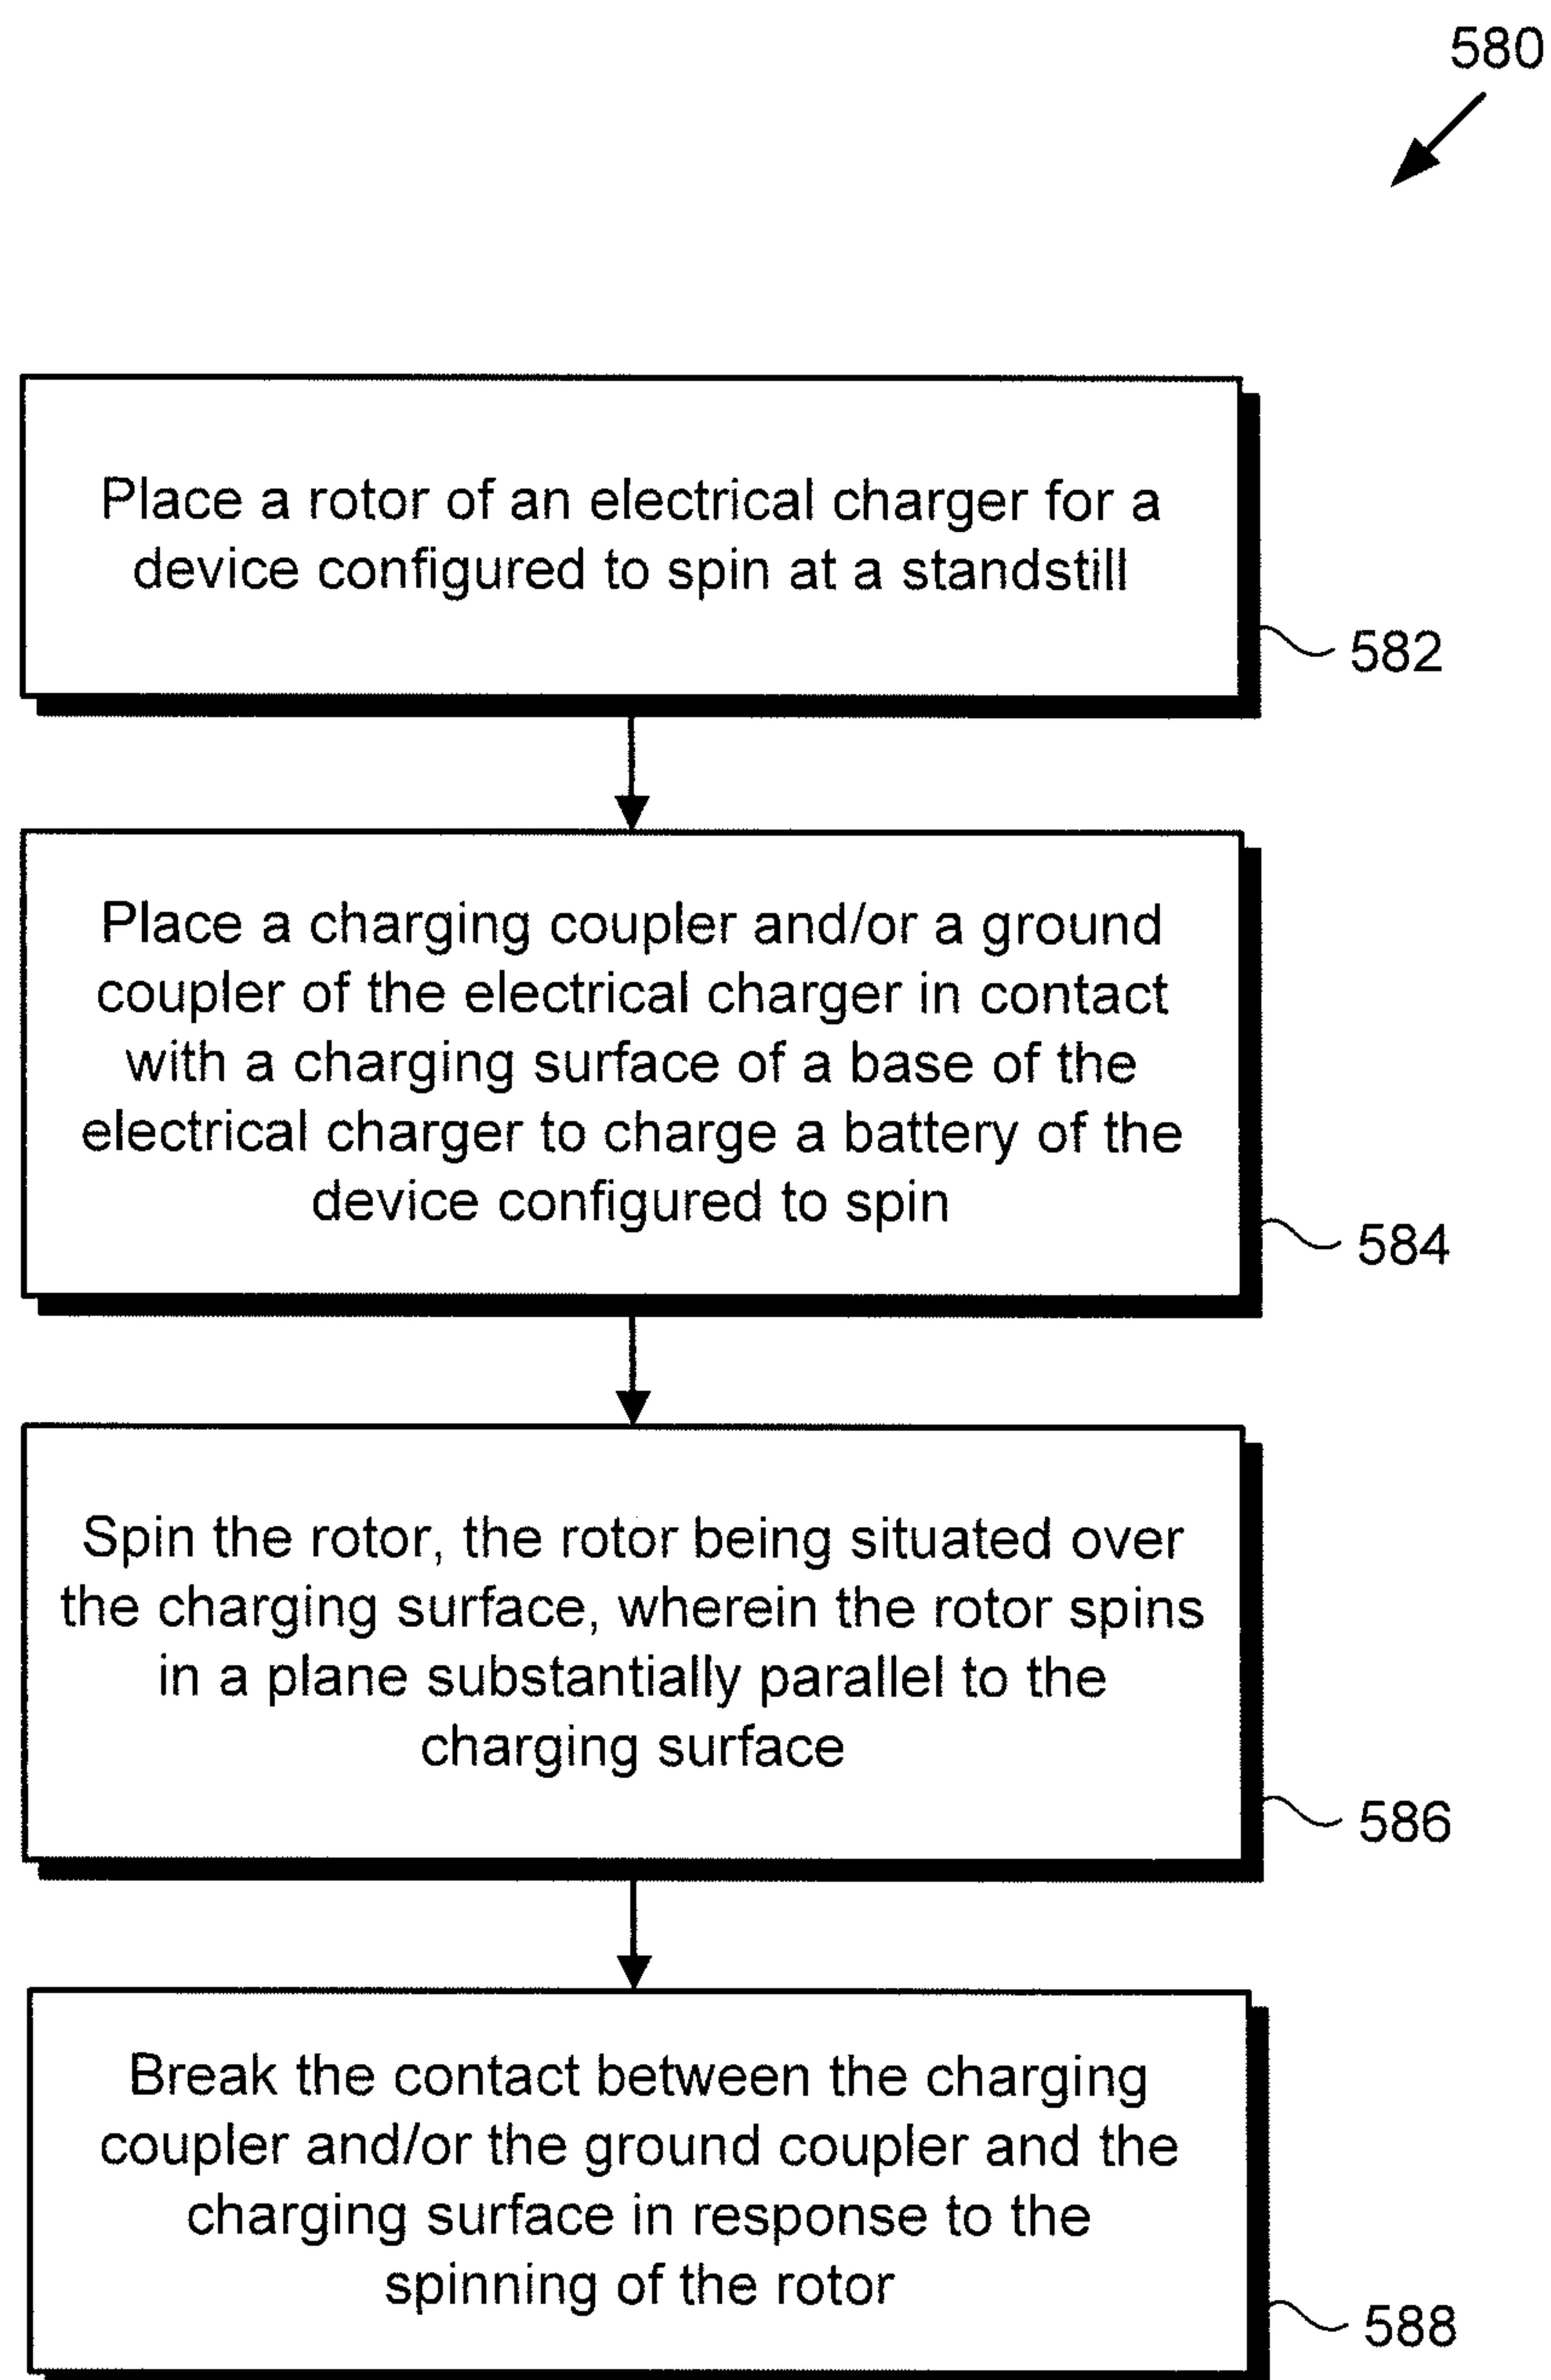 580
Place a rotor of an electrical charger for a
device configured to spin at a standstill
582
Place a charging coupler and/or a ground
coupler of the electrical charger in contact
with a charging surface of a base of the
electrical charger to charge a battery of the
device configured to spin
584
Spin the rotor, the rotor being situated over
the charging surface, wherein the rotor spins
in a plane substantially parallel to the
charging surface
586
Break the contact between the charging
coupler and/or the ground coupler and the
charging surface in response to the
spinning of the rotor
588